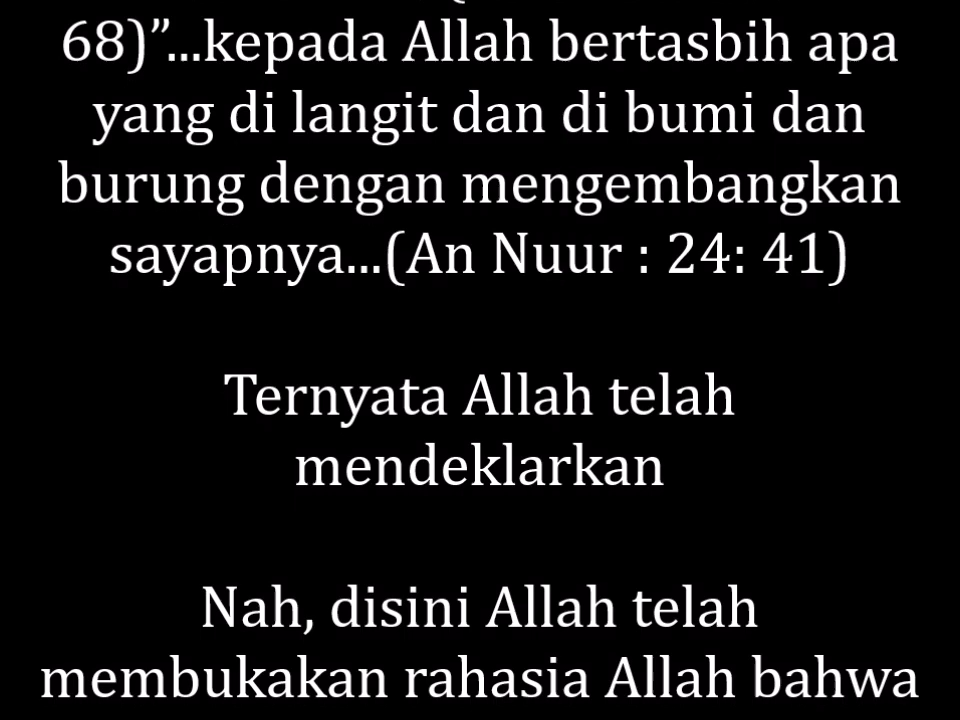 68)”...kepada Allah bertasbih apa
yang di langit dan di bumi dan
burung dengan mengembangkan
sayapnya...(An Nuur : 24: 41)
Ternyata Allah telah
mendeklarkan
Nah, disini Allah telah
membukakan rahasia Allah bahwa